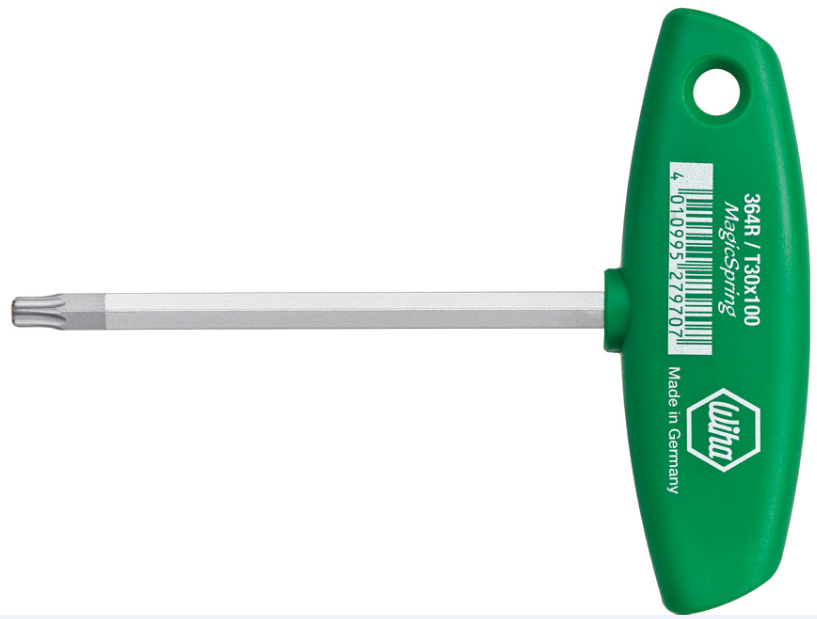 364R / T30x100
MagicSpring
4 010995 279707
Made in Germany
Wiha